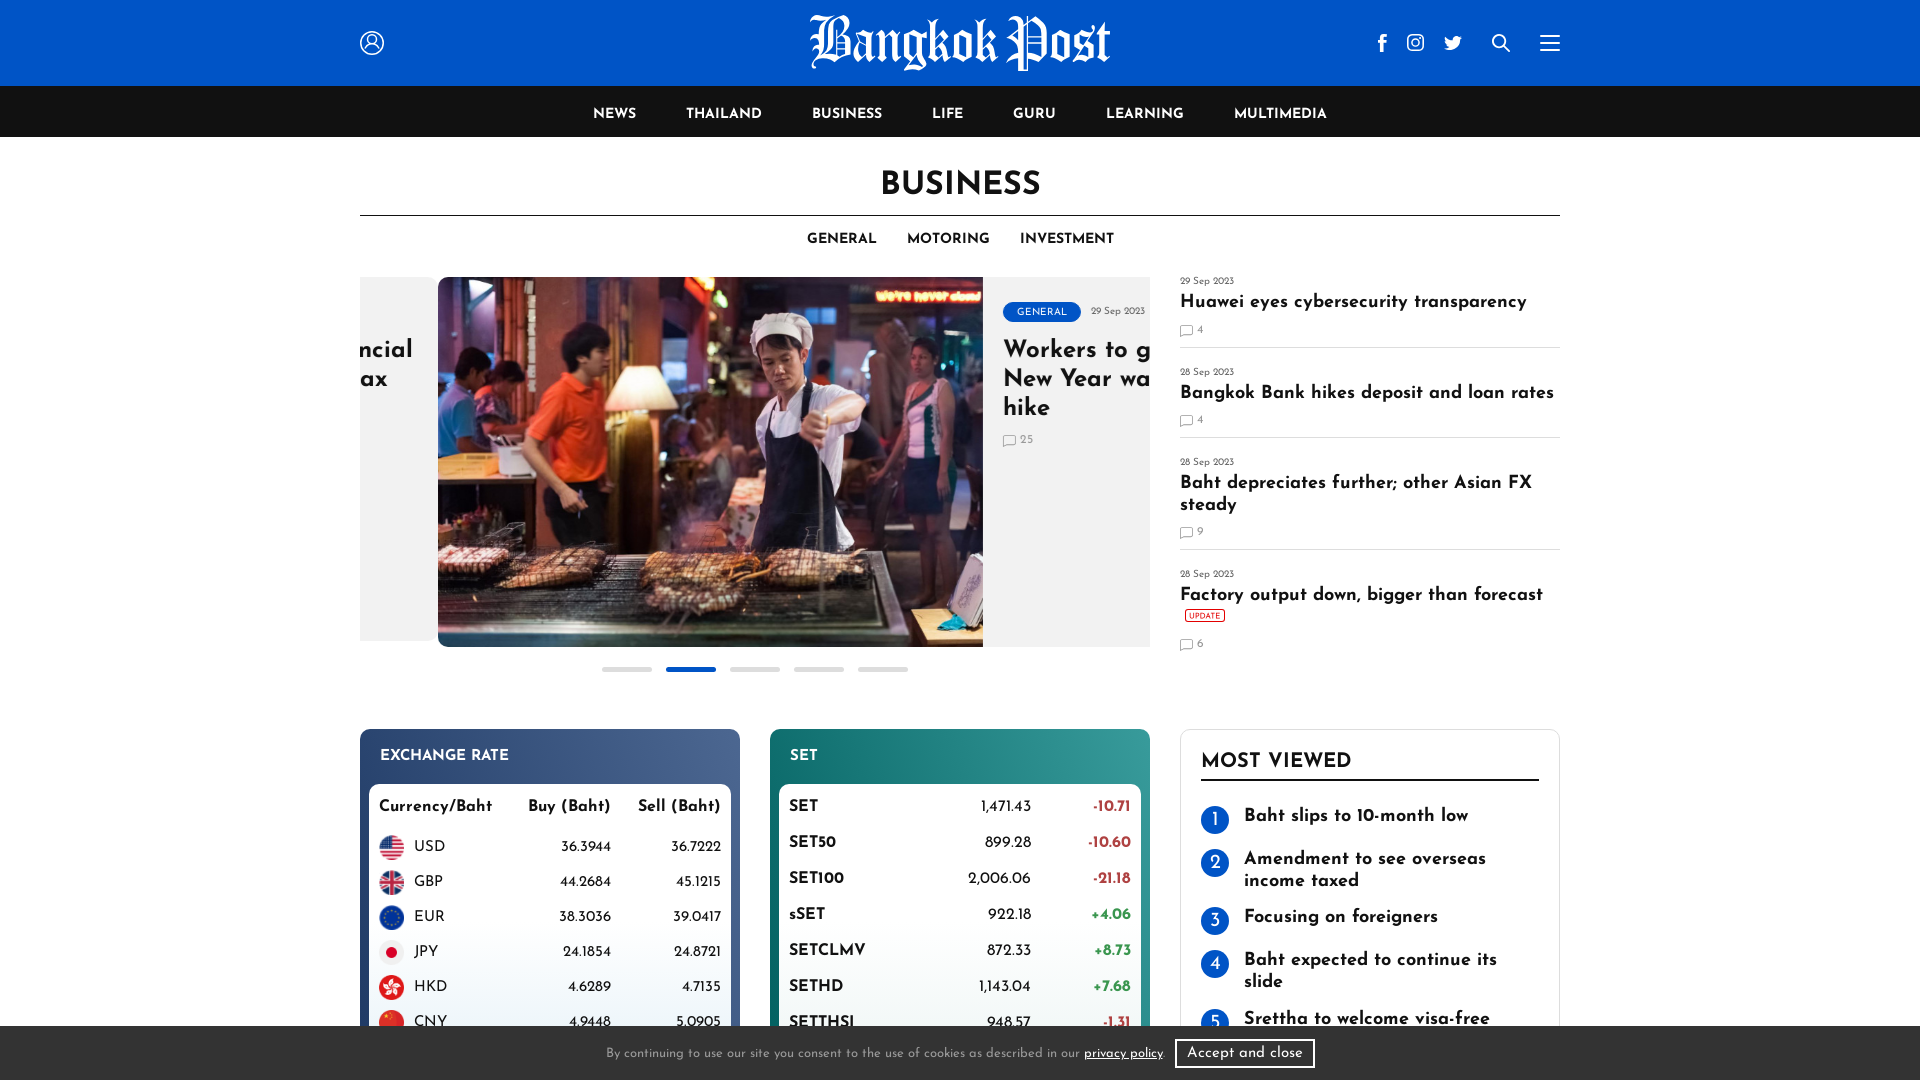 Bangkok Post
NEWS THAILAND BUSINESS LIFE GURU LEARNING MULTIMEDIA
BUSINESS
GENERAL MOTORING INVESTMENT
ncial
ax
We're never closed
GENERAL 29 Sep 2023
Workers to g
New Year wa
hike
25
29 Sep 2023
Huawei eyes cybersecurity transparency
4
28 Sep 2023
Bangkok Bank hikes deposit and loan rates
4
28 Sep 2023
Baht depreciates further; other Asian FX
steady
9
28 Sep 2023
Factory output down, bigger than forecast
UPDATE
6
EXCHANGE RATE
Currency/Baht Buy (Baht) Sell (Baht)
USD 36.3944 36.7222
GBP 44.2684 45.1215
EUR 38.3036 39.0417
JPY 24.1854 24.8721
HKD 4.6289 4.7135
CNY 4.9448 5.0905
SET
SET 1,471.43 -10.71
SET50 899.28 -10.60
SET100 2,006.06 -21.18
sSET 922.18 +4.06
SETCLMV 872.33 +8.73
SETHD 1,143.04 +7.68
SETTHSI 948.57 -1.31
MOST VIEWED
1 Baht slips to 10-month low
2 Amendment to see overseas
income taxed
3 Focusing on foreigners
4 Baht expected to continue its
slide
5 Srettha to welcome visa-free
By continuing to use our site you consent to the use of cookies as described in our privacy policy. Accept and close